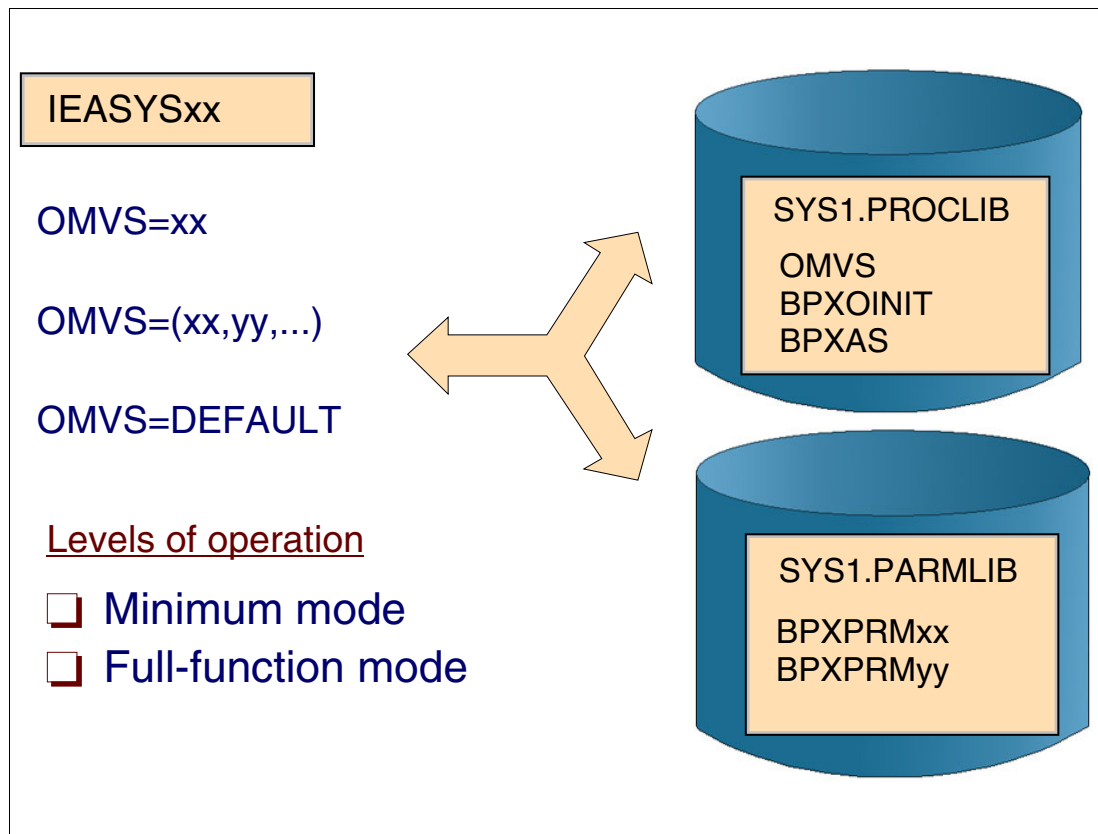 IEASYSxx
OMVS=xx
OMVS=(xx,yy,...)
OMVS=DEFAULT
Levels of operation
Minimum mode
Full-function mode
SYS1.PROCLIB
OMVS
BPXOINIT
BPXAS
SYS1.PARMLIB
BPXPRMxx
BPXPRMyy